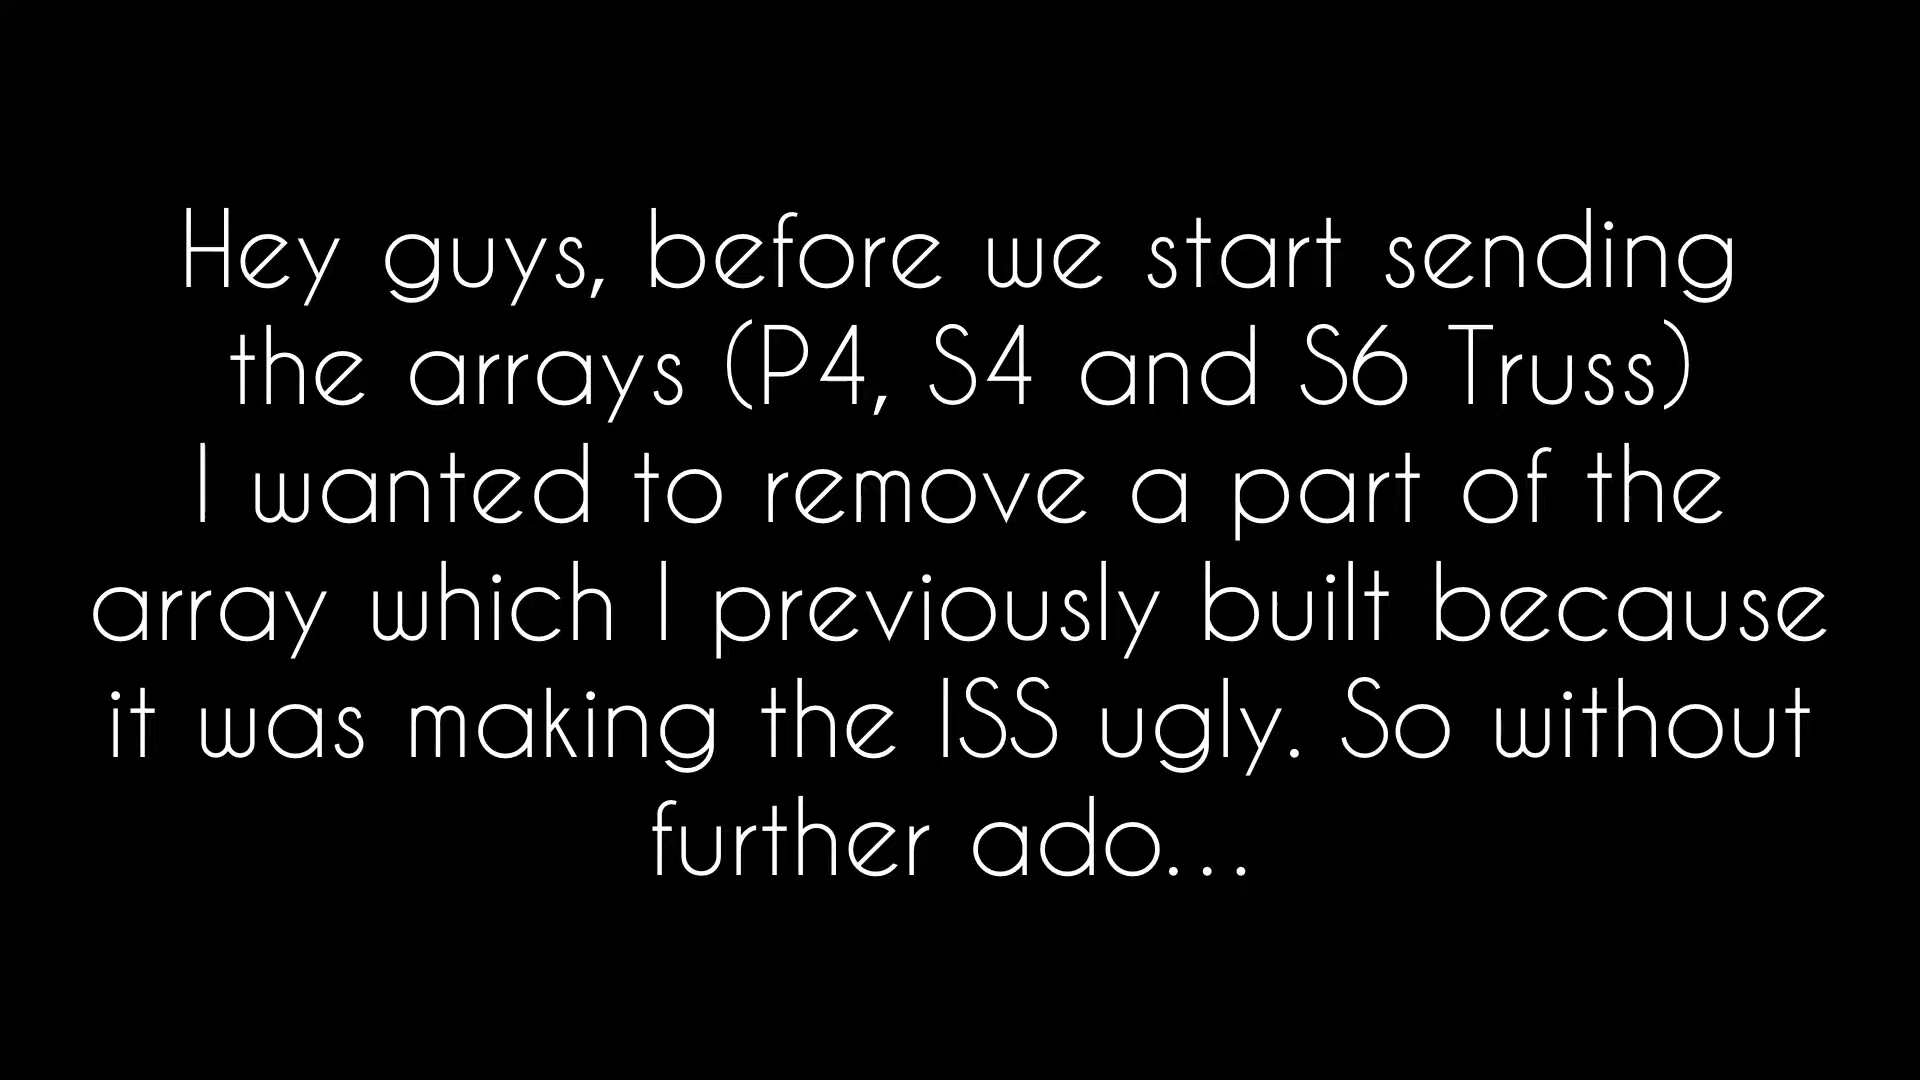 Hey guys, before we start sending
the arrays (P4, S4 and S6 Truss)
I wanted to remove a part of the
array which I previously built because
it was making the ISS ugly. So without
further ado...